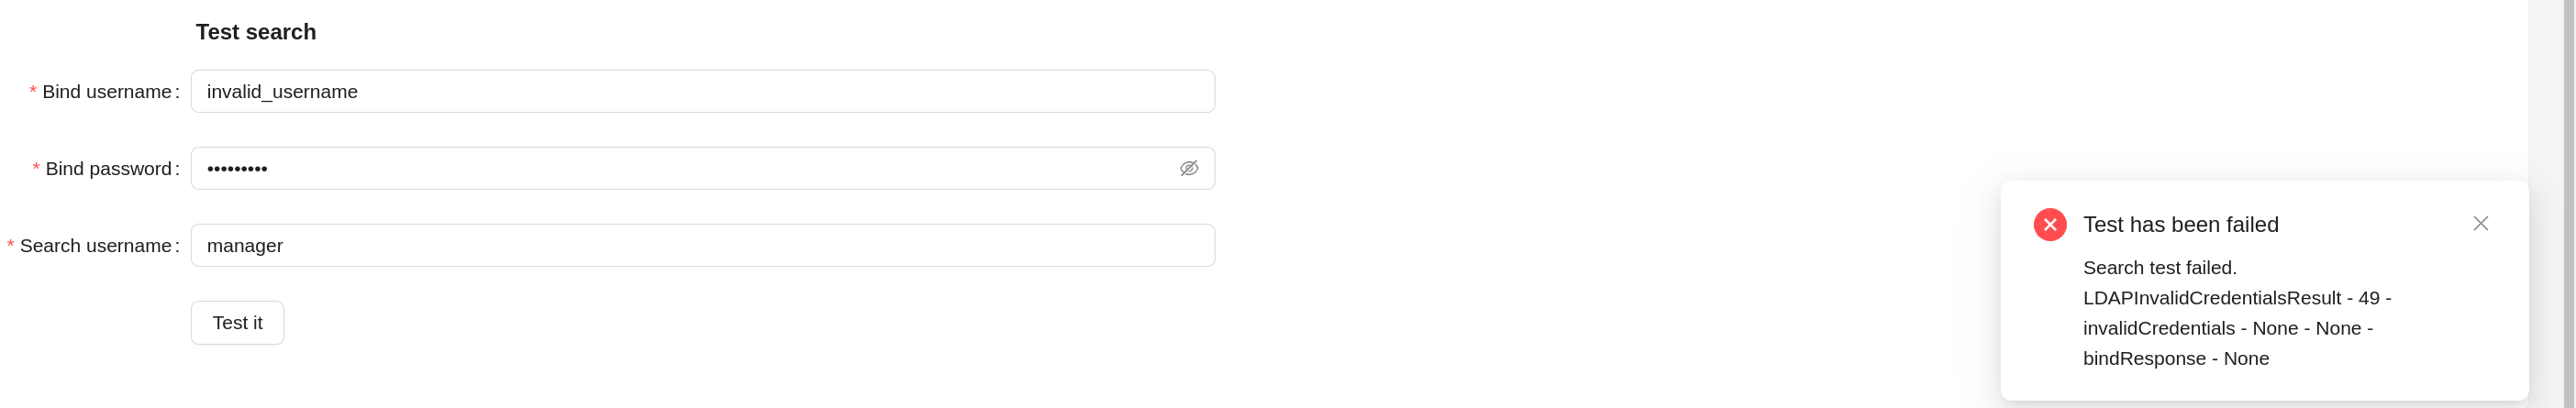 Test search
* Bind username: invalid_username
* Bind password: •••••••••
* Search username: manager
Test it
Test has been failed
Search test failed.
LDAPInvalidCredentialsResult - 49 -
invalidCredentials - None - None -
bindResponse - None